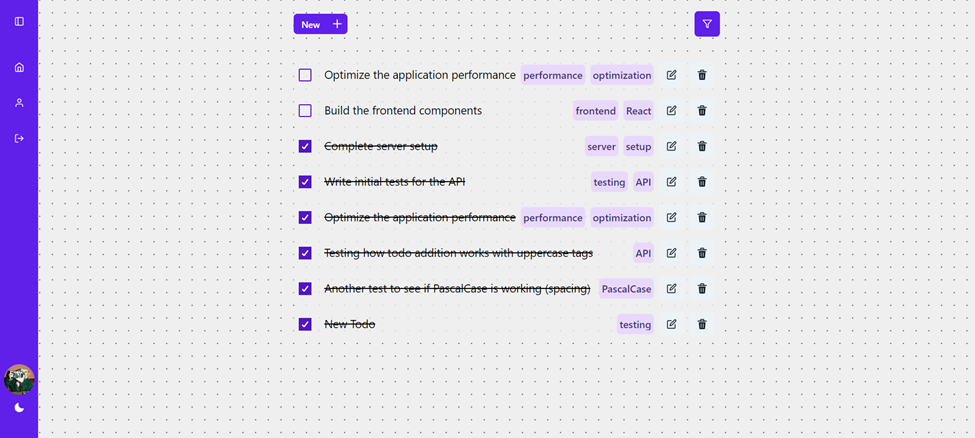 New
Optimize the application performance performance optimization
Build the frontend components frontend React
Complete server setup server setup
Write initial tests for the API testing API
Optimize the application performance performance optimization
Testing how todo addition works with uppercase tags API
Another test to see if PascalCase is working (spacing) PascalCase
New Todo testing